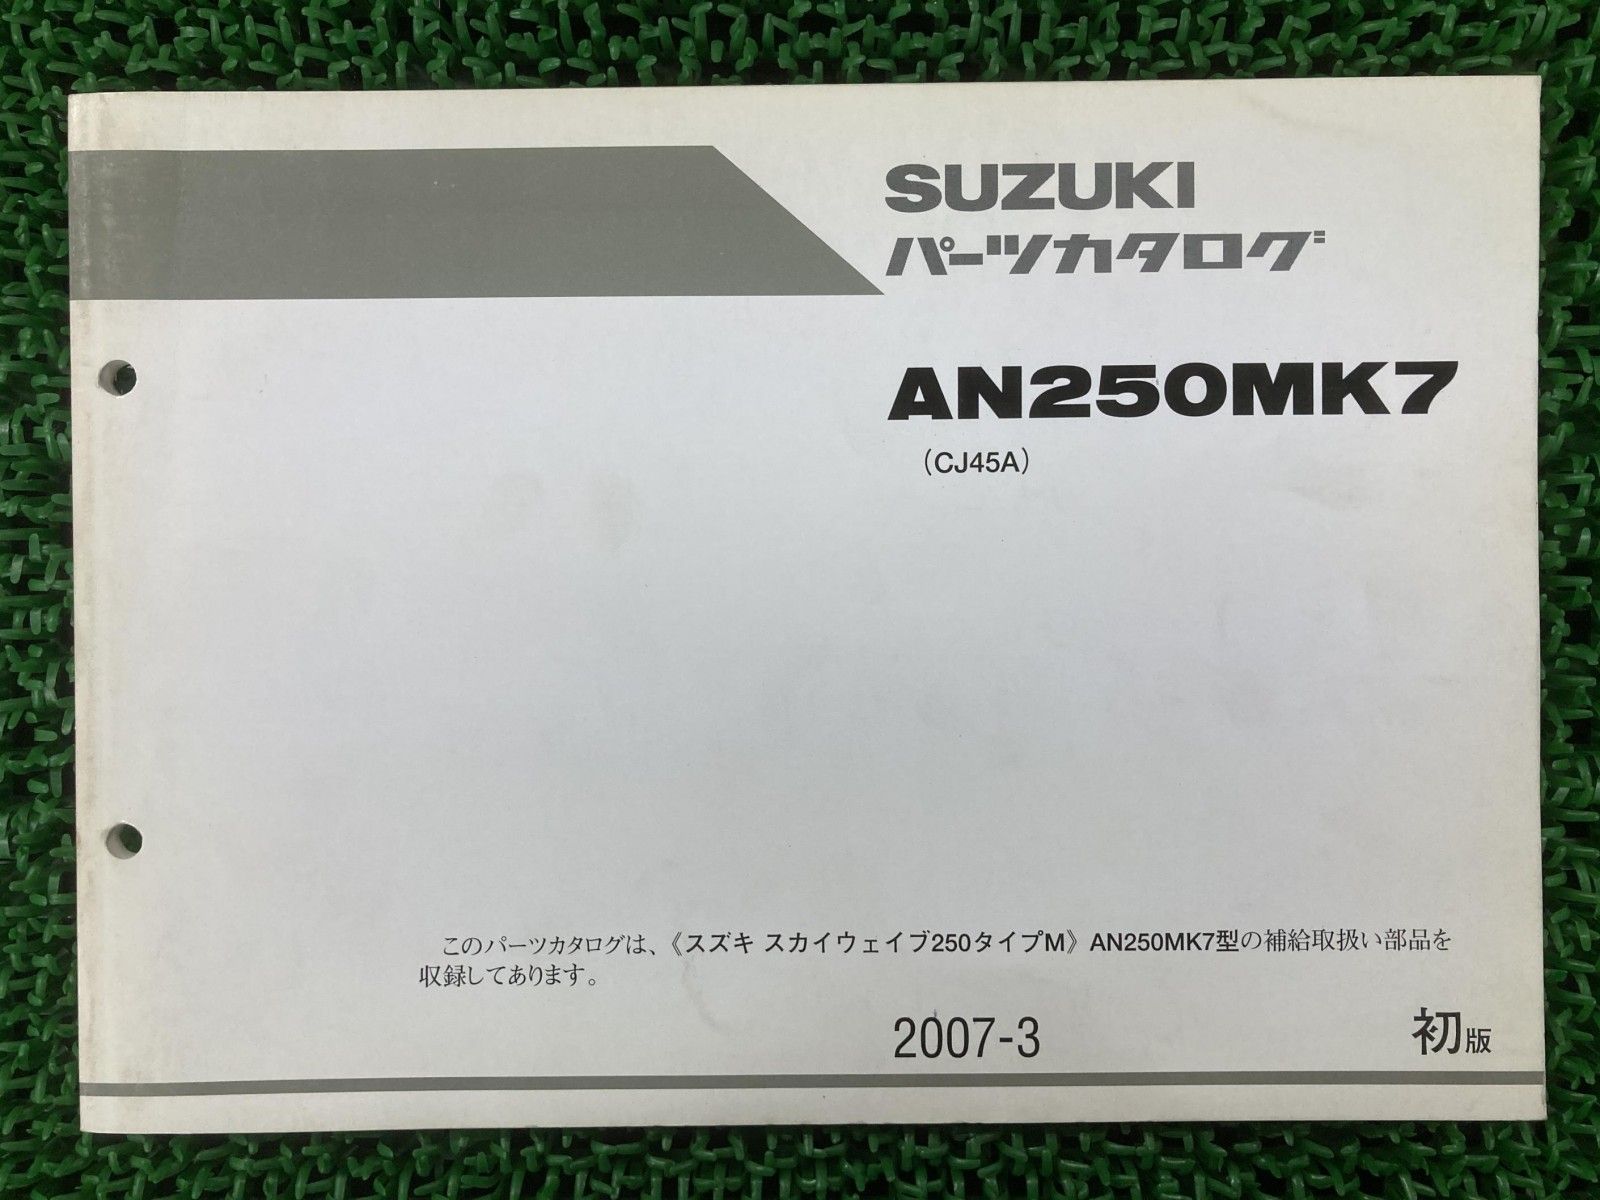 SUZUKI
パーツカタログ
AN250MK7
(CJ45A)
このパーツカタログは、《スズキ スカイウェイブ250タイプM》AN250MK7型の補給取扱い部品を
収録してあります。
2007-3 初版